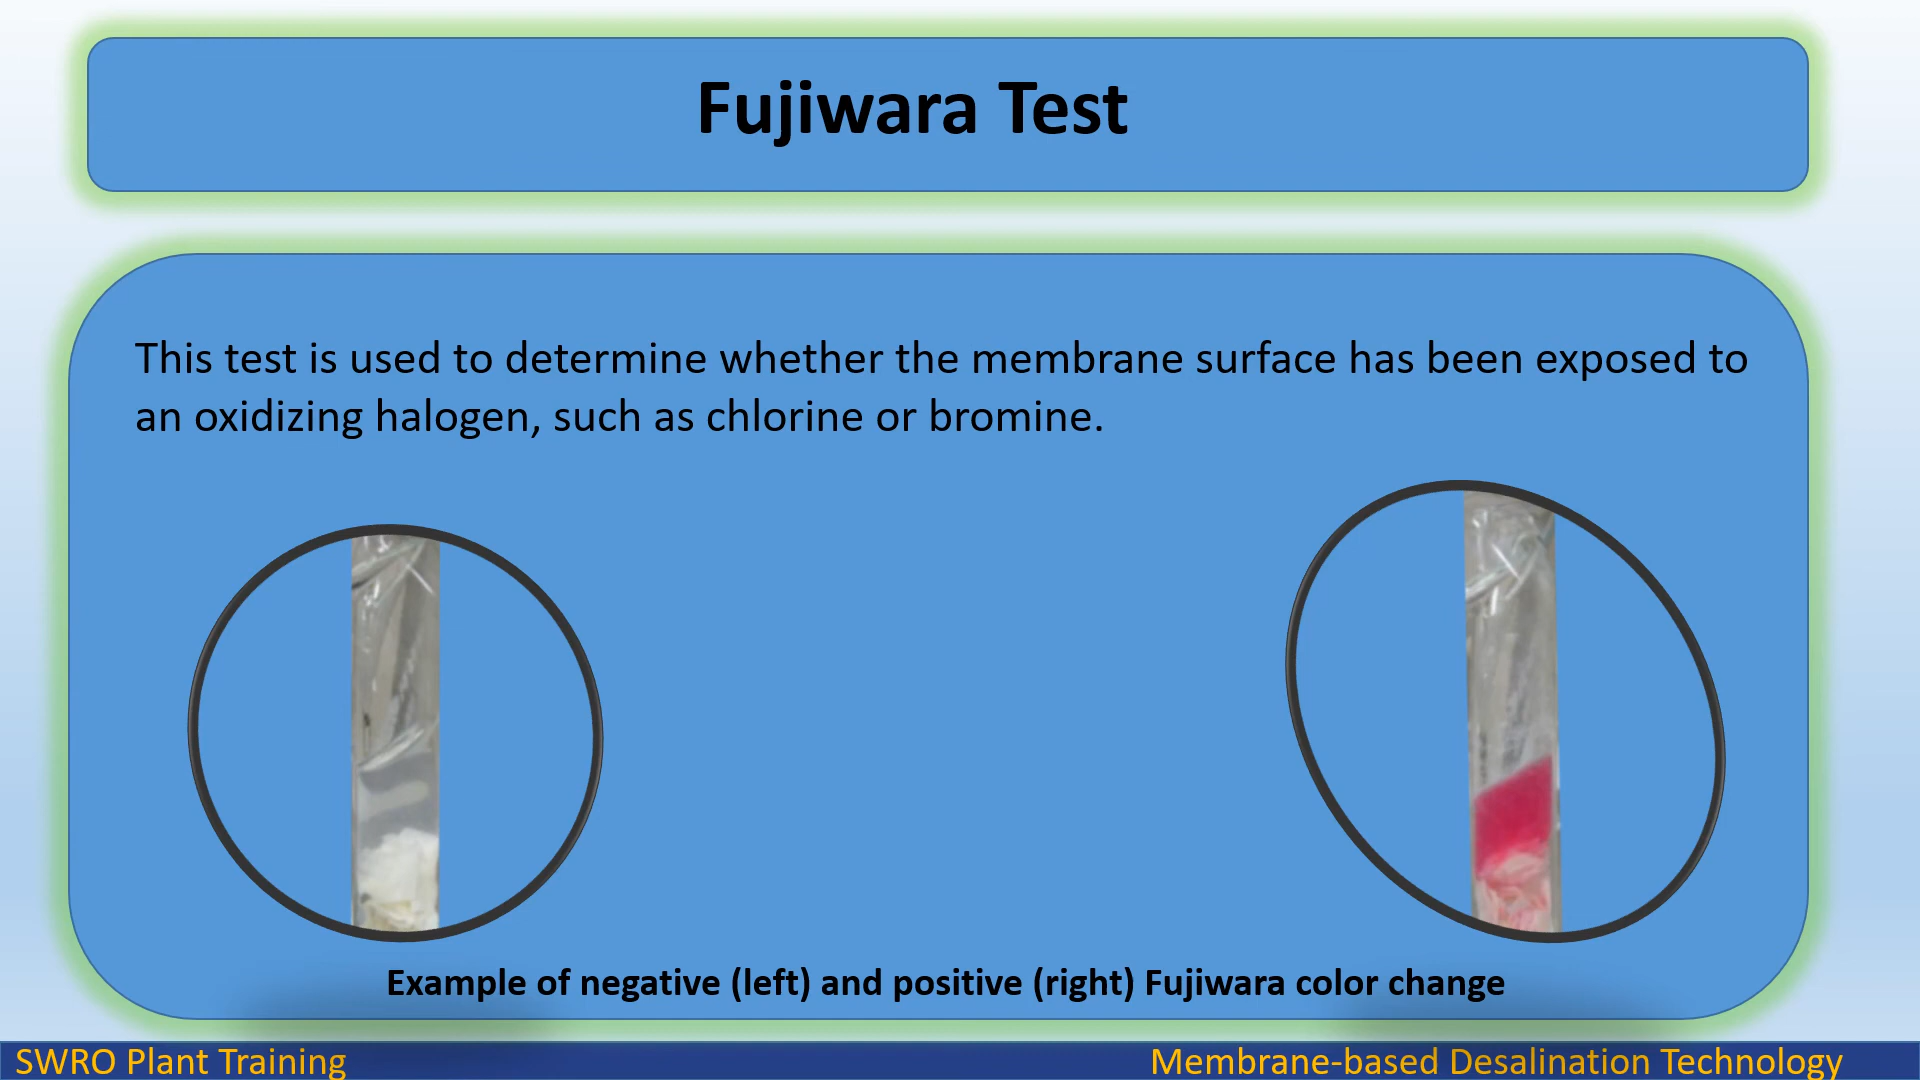 Fujiwara Test
This test is used to determine whether the membrane surface has been exposed to
an oxidizing halogen, such as chlorine or bromine.
Example of negative (left) and positive (right) Fujiwara color change
SWRO Plant Training
Membrane-based Desalination Technology